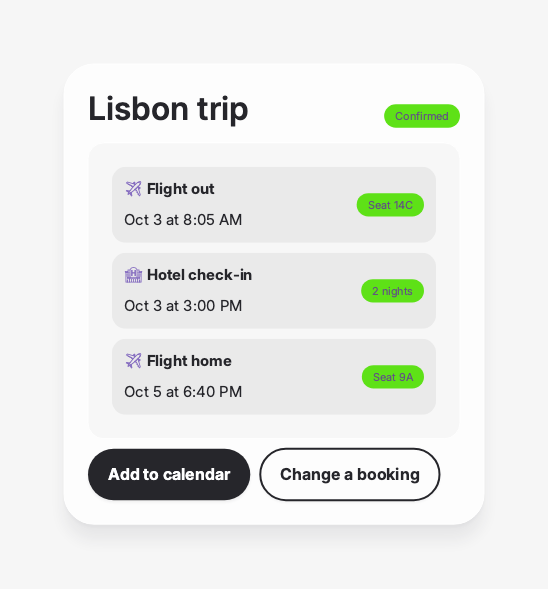 Lisbon trip
Confirmed
Flight out
Seat 14C
Oct 3 at 8:05 AM
Hotel check-in
2 nights
Oct 3 at 3:00 PM
Flight home
Seat 9A
Oct 5 at 6:40 PM
Add to calendar
Change a booking